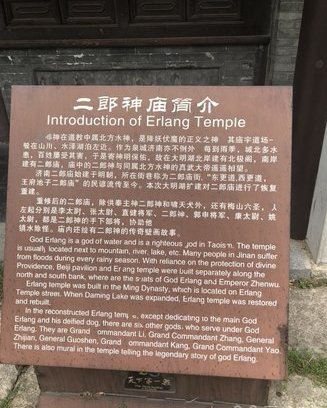 二郎神庙简介
Introduction of Erlang Temple
神在道教中属北方水神，是降妖伏魔的正义之神 其庙宇道场一
般在山川、水泽湖泊左近。作为泉城济南亦不例外 每到雨季，城北多水
患，百姓屡受其害，于是寄神明保佑，故在大明湖北岸建有北极阁，南岸
建有二郎庙，庙中的二郎神与同属北方水神的真武大帝遥遥相望。
济南二郎庙始建于明朝，所在街巷称为二郎庙街，“东更道,西更道，
王府池子二郎庙”的民谚流传至今。本次大明湖扩建对二郎庙进行了恢复
重建。
重修后的二郎庙，除供奉主神二郎神和啸天犬外，还有梅山六圣，人
左起分别是李太尉、张太尉、直健将军、二郎神、郭申将军、康太尉、姚
太尉，都是二郎神的手下部将，协助他
镇水除怪。庙内还绘有二郎神的传奇壁画故事。
God Erlang is a god of water and is a righteous god in Taoism. The temple
is usually located next to mountain, river, lake, etc. Many people in Jinan suffer
from floods during every rainy season. With reliance on the protection of divine
Providence, Beiji pavilion and Erlang temple were built separately along the
north and south bank, where are the seats of God Erlang and Emperor Zhenwu.
Erlang temple was built in the Ming Dynasty, which is located on Erlang
Temple street. When Daming Lake was expanded, Erlang temple was restored
and rebuilt.
In the reconstructed Erlang temple, except dedicating to the main God
Erlang and his deified dog, there are six other gods, who serve under God
Erlang. They are Grand Commandant Li, Grand Commandant Zhang, General
Zhijian, General Guoshen, Grand Commandant Kang, Grand Commandant Yao.
There is also mural in the temple telling the legendary story of god Erlang.
天下第一泉